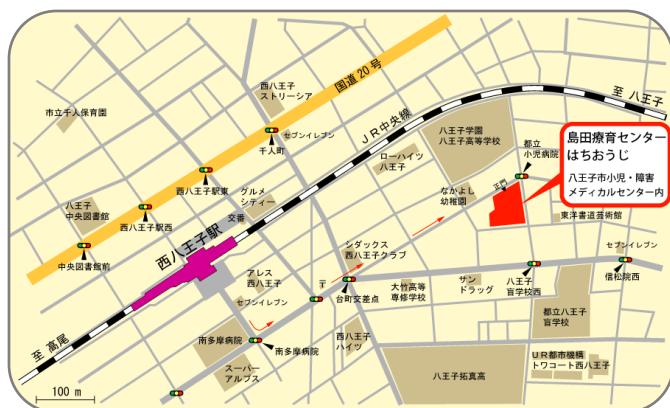 国道20号
至 八王子
西八王子
ストリーシア
市立千人保育園
セブンイレブン
千人町
JR中央線
八王子学園
八王子高等学校
都立
小児病院
島田療育センター
はちおうじ
八王子市小児・障害
メディカルセンター内
ローハイツ
八王子
西八王子駅東
グルメ
シティー
なかよし
幼稚園
正門
八王子
中央図書館
西八王子駅西
交番
東洋書道芸術館
中央図書館前
西八王子駅
シダックス
西八王子クラブ
セブンイレブン
アレス
西八王子
〒
サン
ドラッグ
八王子
盲学校西
信松院西
セブンイレブン
台町交差点
大竹高等
専修学校
都立八王子
盲学校
至 高尾
南多摩病院
南多摩病院
西八王子
ハイツ
スーパー
アルプス
八王子拓真高
UR都市機構
トワコート西八王子
100 m